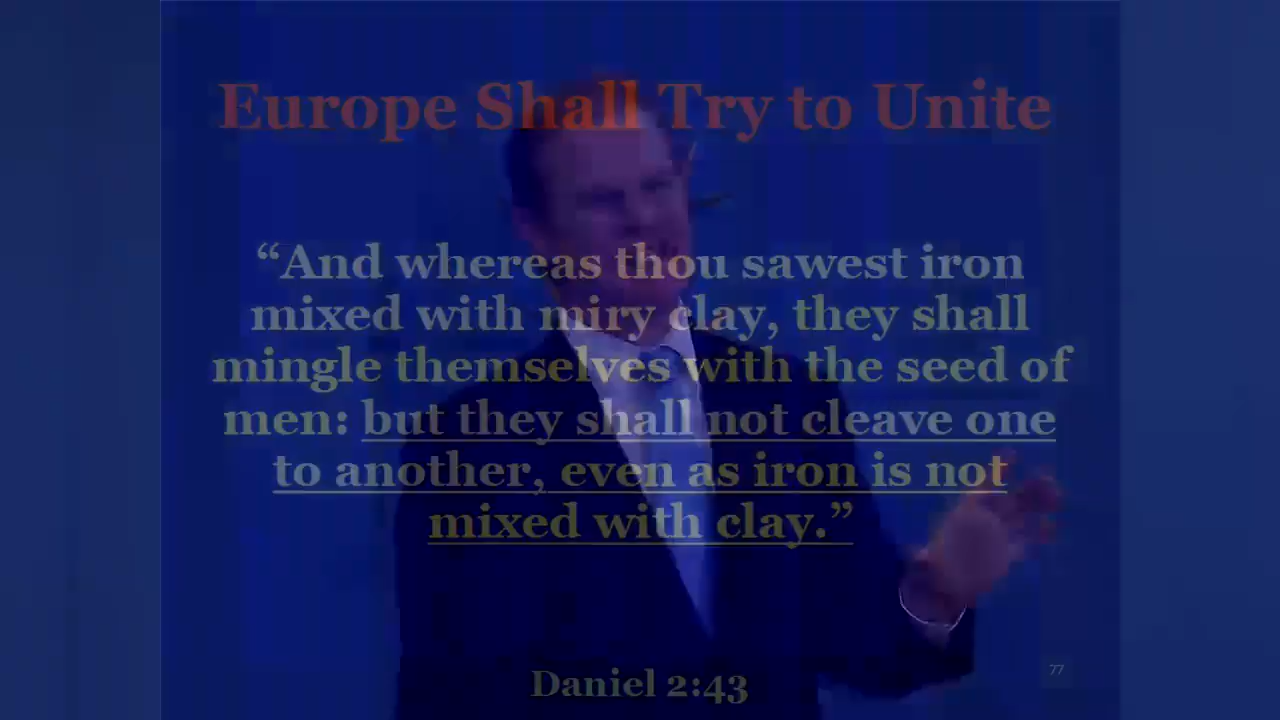 Europe Shall Try to Unite
“And whereas thou sawest iron
mixed with miry clay, they shall
mingle themselves with the seed of
men: but they shall not cleave one
to another, even as iron is not
mixed with clay.”
Daniel 2:43
77